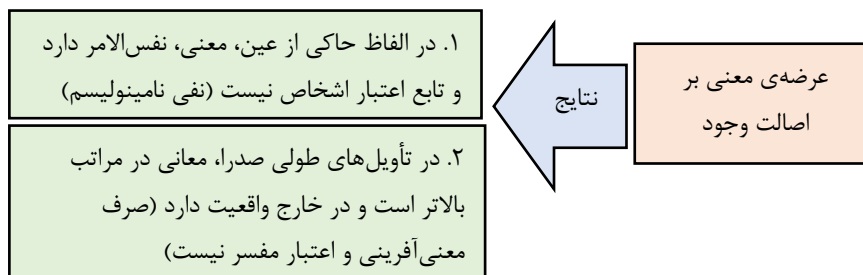 عرضه‌ی معنی بر
اصالت وجود
نتایج
۱. در الفاظ حاکی از عین، معنی، نفس‌الامر دارد
و تابع اعتبار اشخاص نیست (نفی نامینولیسم)
۲. در تأویل‌های طولی صدرا، معانی در مراتب
بالاتر است و در خارج واقعیت دارد (صرف
معنی‌آفرینی و اعتبار مفسر نیست)